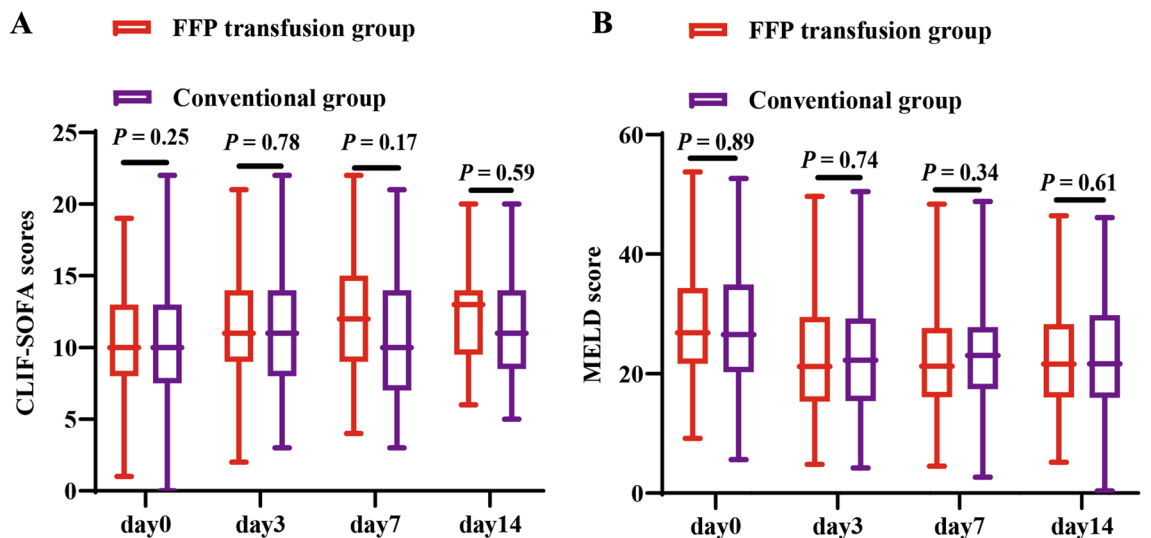 A
FFP transfusion group
Conventional group
CLIF-SOFA scores
25
20
15
10
5
0
P = 0.25
P = 0.78
P = 0.17
P = 0.59
day0
day3
day7
day14
B
FFP transfusion group
Conventional group
MELD score
60
40
20
0
P = 0.89
P = 0.74
P = 0.34
P = 0.61
day0
day3
day7
day14